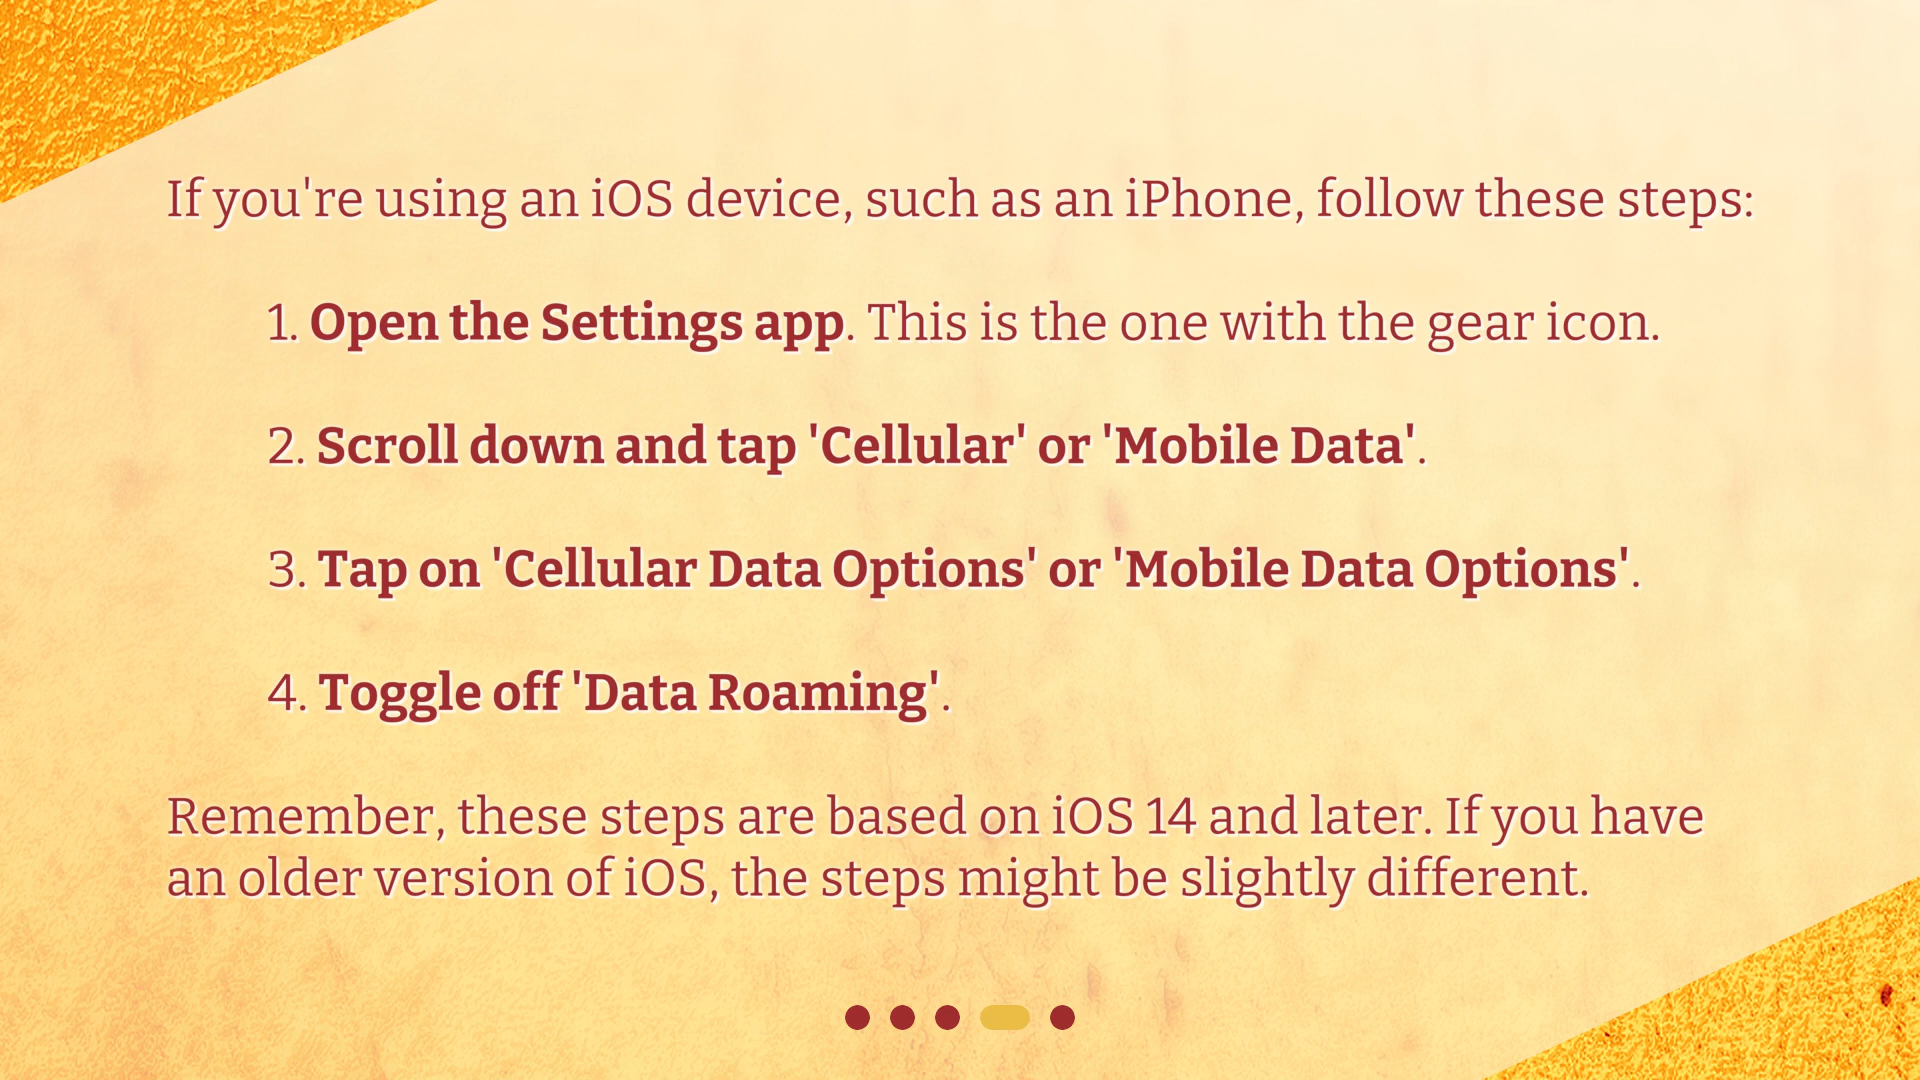 If you're using an iOS device, such as an iPhone, follow these steps:
1. Open the Settings app. This is the one with the gear icon.
2. Scroll down and tap 'Cellular' or 'Mobile Data'.
3. Tap on 'Cellular Data Options' or 'Mobile Data Options'.
4. Toggle off 'Data Roaming'.
Remember, these steps are based on iOS 14 and later. If you have
an older version of iOS, the steps might be slightly different.